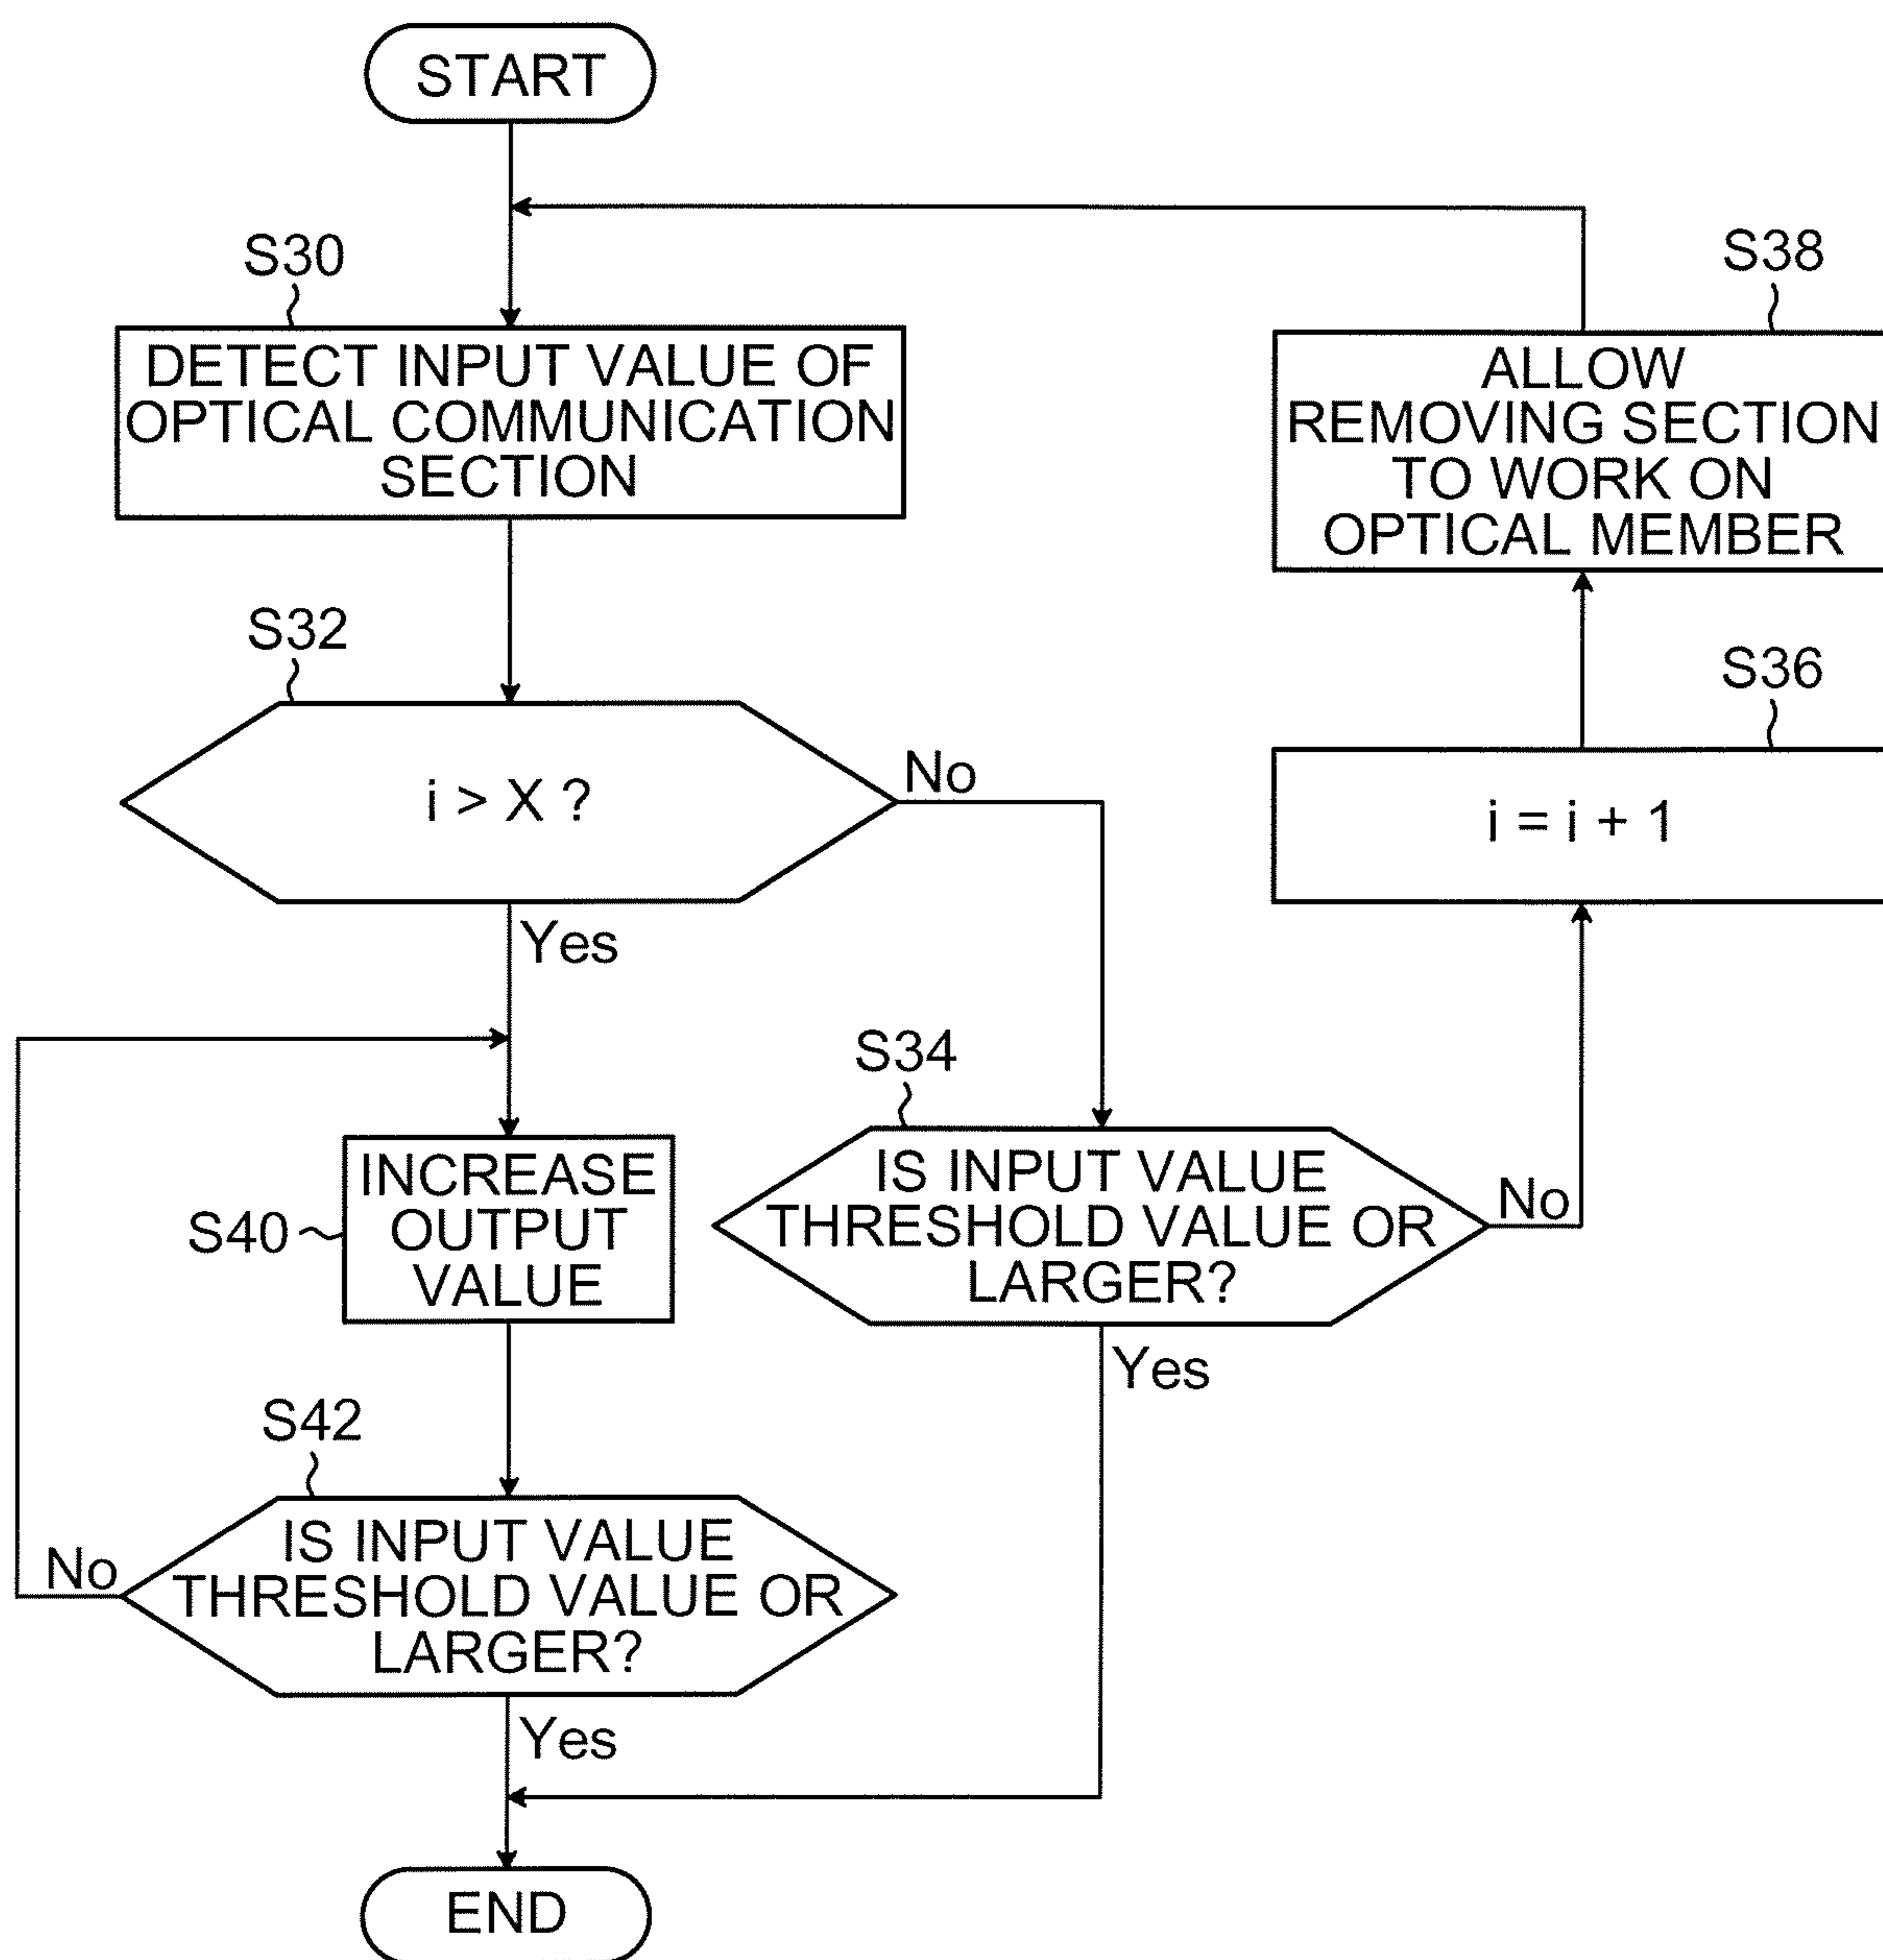 START
S30
DETECT INPUT VALUE OF
OPTICAL COMMUNICATION
SECTION
S38
ALLOW
REMOVING SECTION
TO WORK ON
OPTICAL MEMBER
S32
i > X ?
No
Yes
S36
i = i + 1
S34
IS INPUT VALUE
THRESHOLD VALUE OR
LARGER?
No
Yes
S40
INCREASE
OUTPUT
VALUE
S42
IS INPUT VALUE
THRESHOLD VALUE OR
LARGER?
No
Yes
END